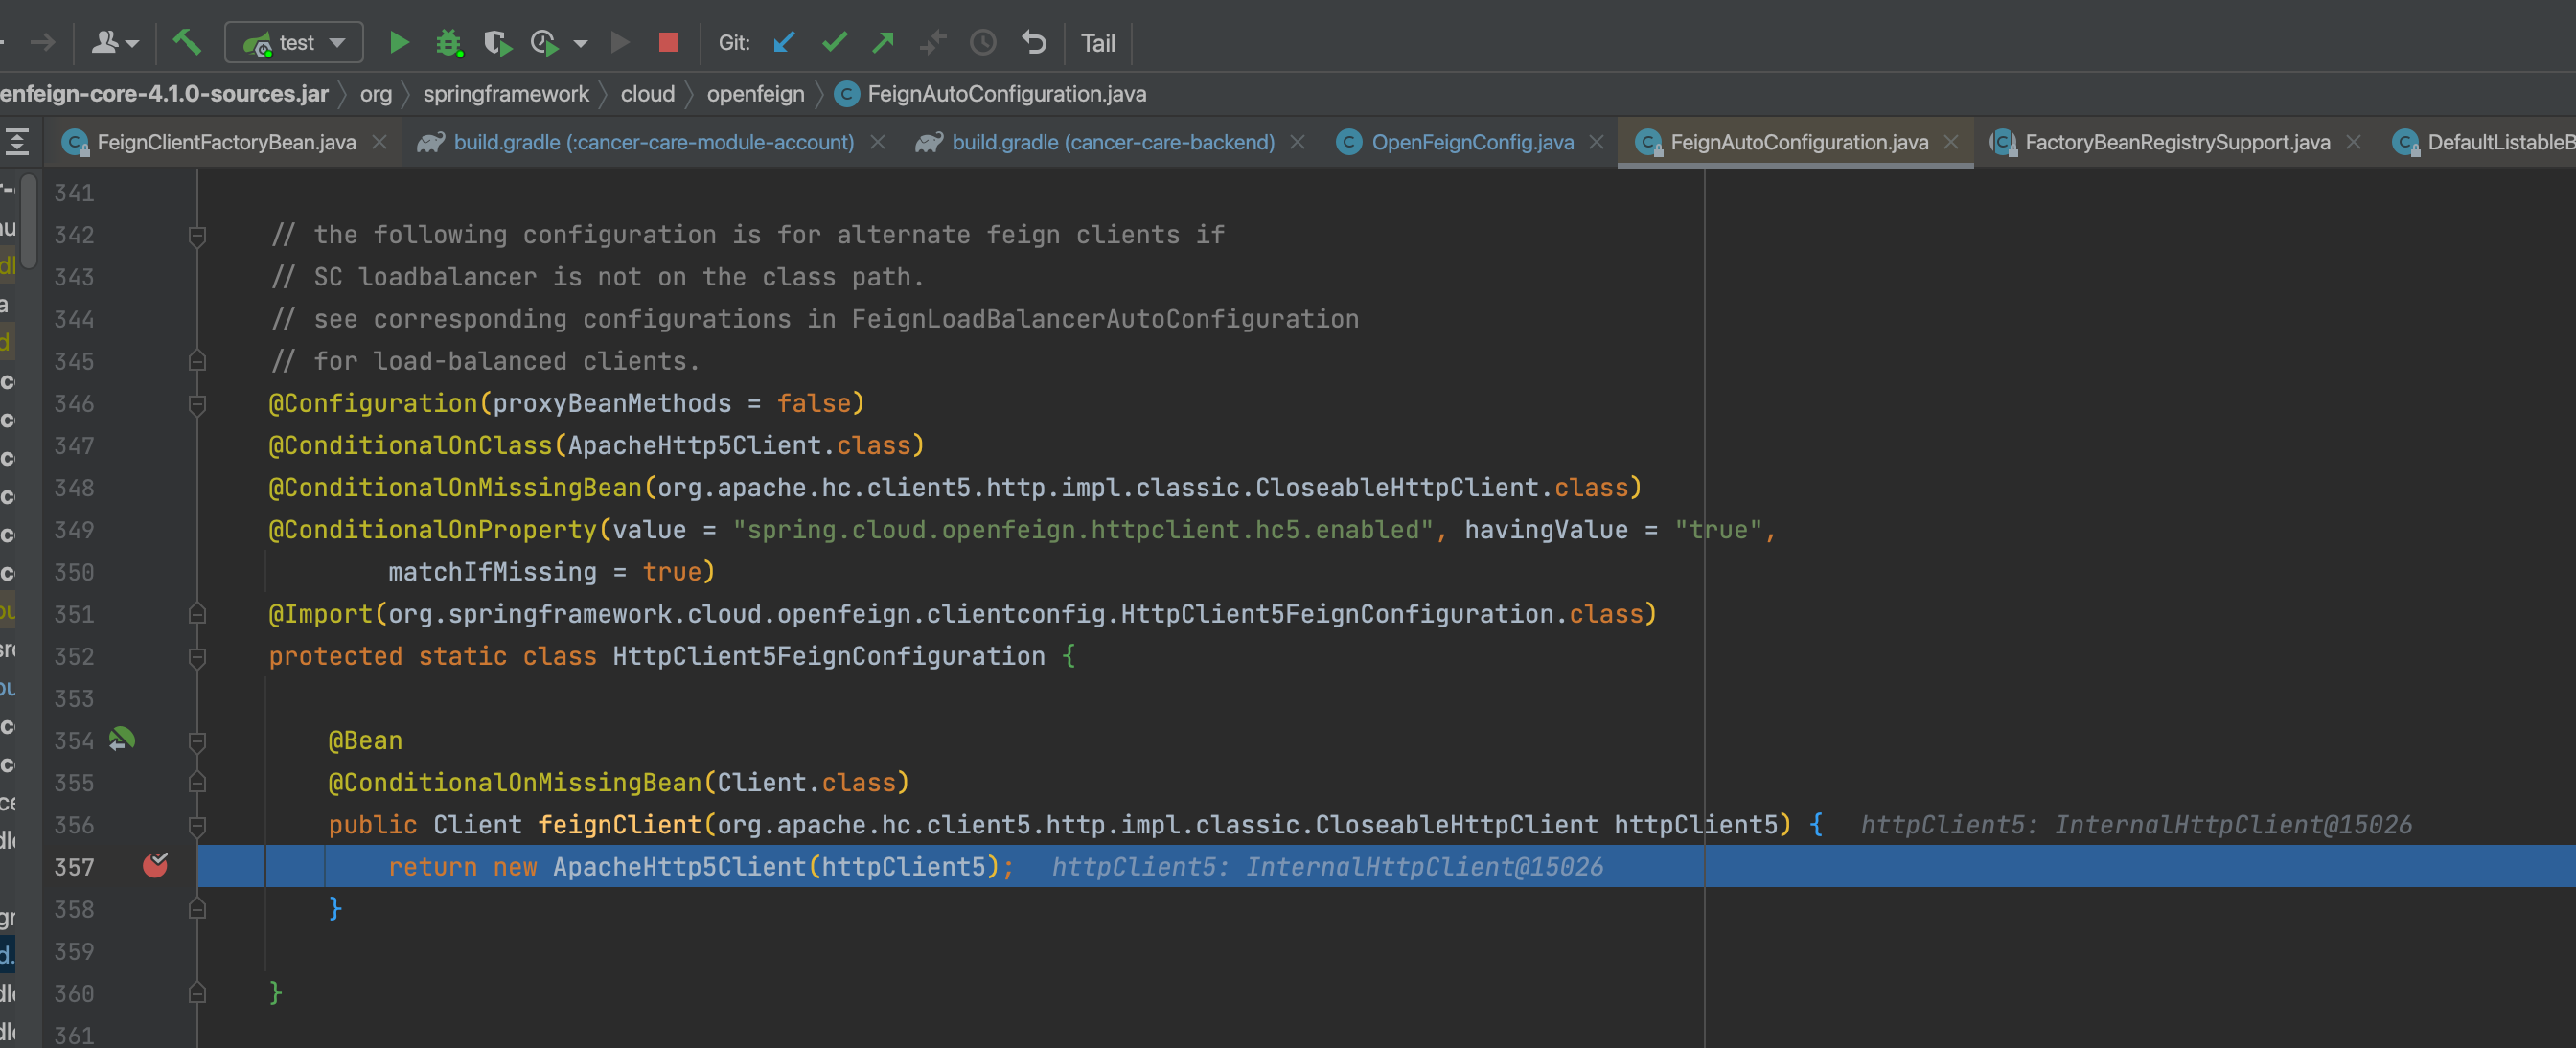 test Git: Tail
enfeign-core-4.1.0-sources.jar org springframework cloud openfeign FeignAutoConfiguration.java
FeignClientFactoryBean.java build.gradle (:cancer-care-module-account) build.gradle (cancer-care-backend) OpenFeignConfig.java FeignAutoConfiguration.java FactoryBeanRegistrySupport.java DefaultListableB
341
342 // the following configuration is for alternate feign clients if
343 // SC loadbalancer is not on the class path.
344 // see corresponding configurations in FeignLoadBalancerAutoConfiguration
345 // for load-balanced clients.
346 @Configuration(proxyBeanMethods = false)
347 @ConditionalOnClass(ApacheHttp5Client.class)
348 @ConditionalOnMissingBean(org.apache.hc.client5.http.impl.classic.CloseableHttpClient.class)
349 @ConditionalOnProperty(value = "spring.cloud.openfeign.httpclient.hc5.enabled", havingValue = "true",
350 matchIfMissing = true)
351 @Import(org.springframework.cloud.openfeign.clientconfig.HttpClient5FeignConfiguration.class)
352 protected static class HttpClient5FeignConfiguration {
353
354 @Bean
355 @ConditionalOnMissingBean(Client.class)
356 public Client feignClient(org.apache.hc.client5.http.impl.classic.CloseableHttpClient httpClient5) { httpClient5: InternalHttpClient@15026
357 return new ApacheHttp5Client(httpClient5); httpClient5: InternalHttpClient@15026
358 }
359
360 }
361